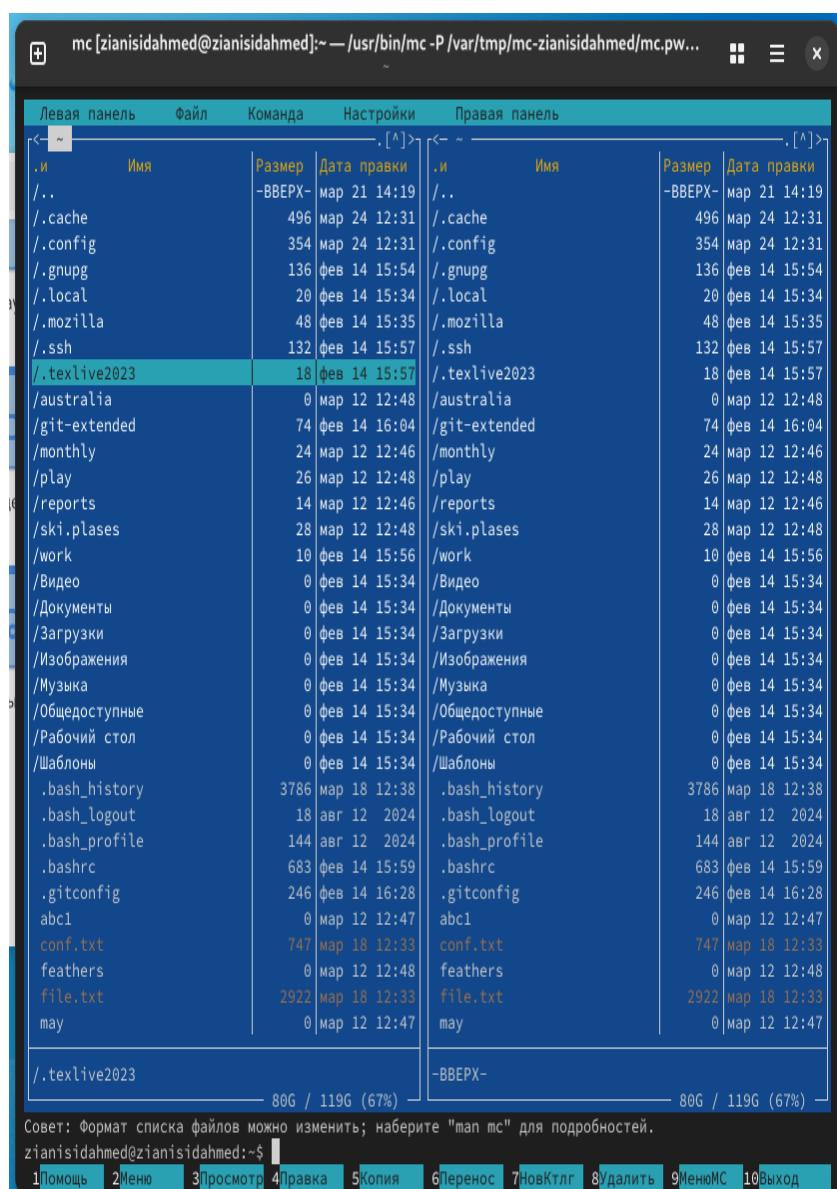 mc [zianisidahmed@zianisidahmed]:~ — /usr/bin/mc -P /var/tmp/mc-zianisidahmed/mc.pw...
~
Левая панель Файл Команда Настройки Правая панель
<— ~ .[^]> <— ~ .[^]>
.и Имя Размер Дата правки .и Имя Размер Дата правки
/.. -ВВЕРХ- мар 21 14:19 /.. -ВВЕРХ- мар 21 14:19
/.cache 496 мар 24 12:31 /.cache 496 мар 24 12:31
/.config 354 мар 24 12:31 /.config 354 мар 24 12:31
/.gnupg 136 фев 14 15:54 /.gnupg 136 фев 14 15:54
/.local 20 фев 14 15:34 /.local 20 фев 14 15:34
/.mozilla 48 фев 14 15:35 /.mozilla 48 фев 14 15:35
/.ssh 132 фев 14 15:57 /.ssh 132 фев 14 15:57
/.texlive2023 18 фев 14 15:57 /.texlive2023 18 фев 14 15:57
/australia 0 мар 12 12:48 /australia 0 мар 12 12:48
/git-extended 74 фев 14 16:04 /git-extended 74 фев 14 16:04
/monthly 24 мар 12 12:46 /monthly 24 мар 12 12:46
/play 26 мар 12 12:48 /play 26 мар 12 12:48
/reports 14 мар 12 12:46 /reports 14 мар 12 12:46
/ski.plases 28 мар 12 12:48 /ski.plases 28 мар 12 12:48
/work 10 фев 14 15:56 /work 10 фев 14 15:56
/Видео 0 фев 14 15:34 /Видео 0 фев 14 15:34
/Документы 0 фев 14 15:34 /Документы 0 фев 14 15:34
/Загрузки 0 фев 14 15:34 /Загрузки 0 фев 14 15:34
/Изображения 0 фев 14 15:34 /Изображения 0 фев 14 15:34
/Музыка 0 фев 14 15:34 /Музыка 0 фев 14 15:34
/Общедоступные 0 фев 14 15:34 /Общедоступные 0 фев 14 15:34
/Рабочий стол 0 фев 14 15:34 /Рабочий стол 0 фев 14 15:34
/Шаблоны 0 фев 14 15:34 /Шаблоны 0 фев 14 15:34
.bash_history 3786 мар 18 12:38 .bash_history 3786 мар 18 12:38
.bash_logout 18 авг 12 2024 .bash_logout 18 авг 12 2024
.bash_profile 144 авг 12 2024 .bash_profile 144 авг 12 2024
.bashrc 683 фев 14 15:59 .bashrc 683 фев 14 15:59
.gitconfig 246 фев 14 16:28 .gitconfig 246 фев 14 16:28
abc1 0 мар 12 12:47 abc1 0 мар 12 12:47
conf.txt 747 мар 18 12:33 conf.txt 747 мар 18 12:33
feathers 0 мар 12 12:48 feathers 0 мар 12 12:48
file.txt 2922 мар 18 12:33 file.txt 2922 мар 18 12:33
may 0 мар 12 12:47 may 0 мар 12 12:47
/.texlive2023 -ВВЕРХ-
80G / 119G (67%) 80G / 119G (67%)
Совет: Формат списка файлов можно изменить; наберите "man mc" для подробностей.
zianisidahmed@zianisidahmed:~$
1Помощь 2Меню 3Просмотр 4Правка 5Копия 6Перенос 7НовКтлг 8Удалить 9МенюMC 10Выход